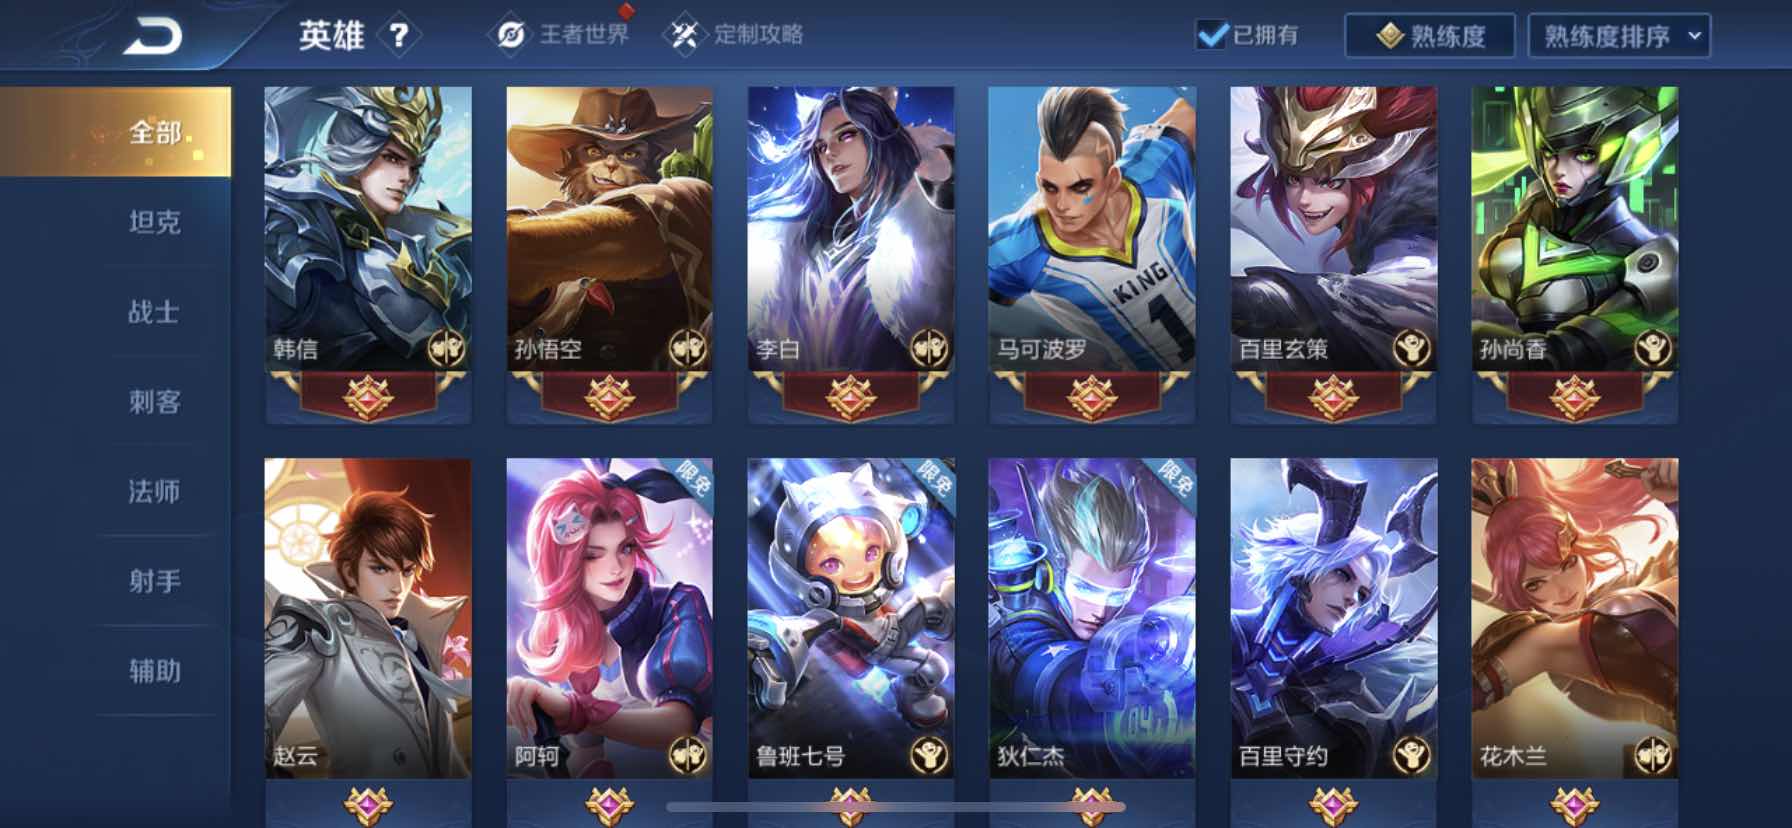 英雄 ? 王者世界 定制攻略 已拥有 熟练度 熟练度排序
全部
坦克
战士
刺客
法师
射手
辅助
KING
1
韩信 孙悟空 李白 马可波罗 百里玄策 孙尚香
限免 限免 限免
赵云 阿轲 鲁班七号 狄仁杰 百里守约 花木兰